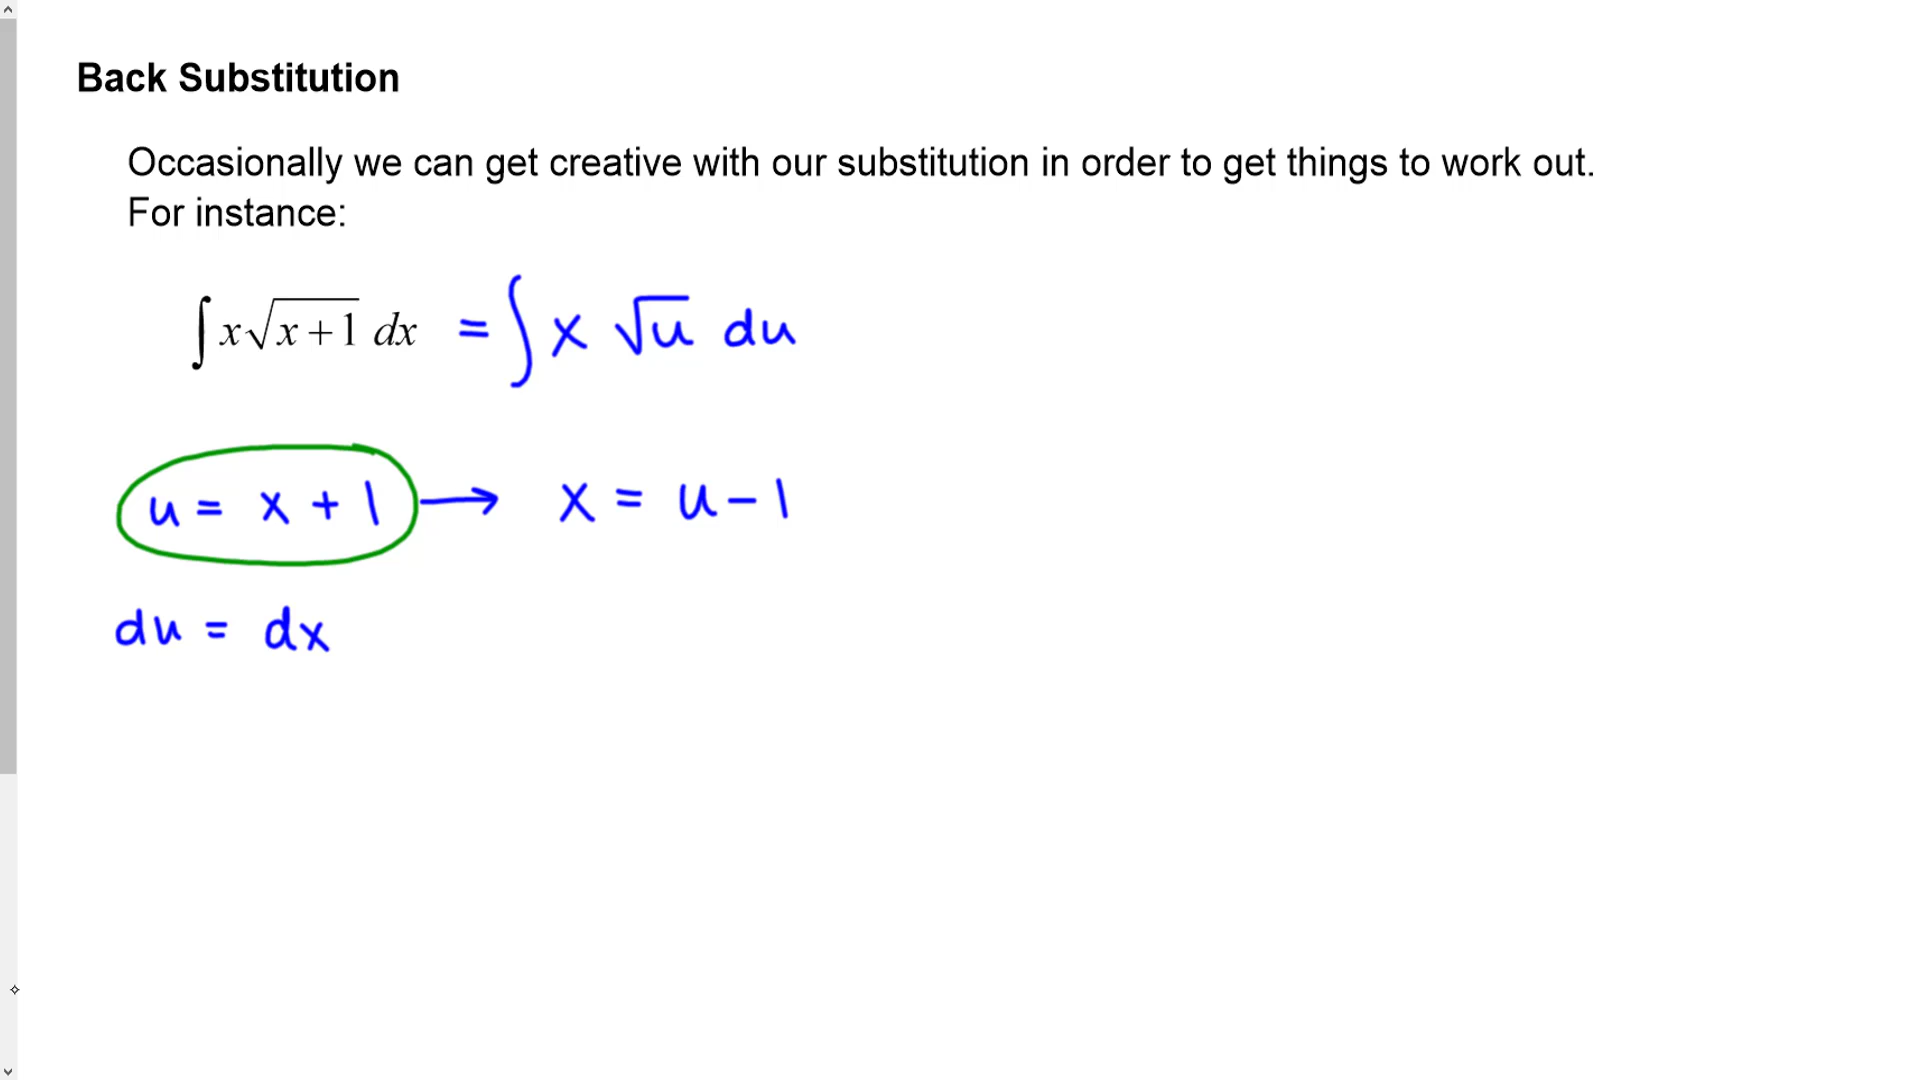 Back Substitution
Occasionally we can get creative with our substitution in order to get things to work out.
For instance:
∫ x√(x+1) dx = ∫ x √u du
u = x + 1 → x = u - 1
du = dx